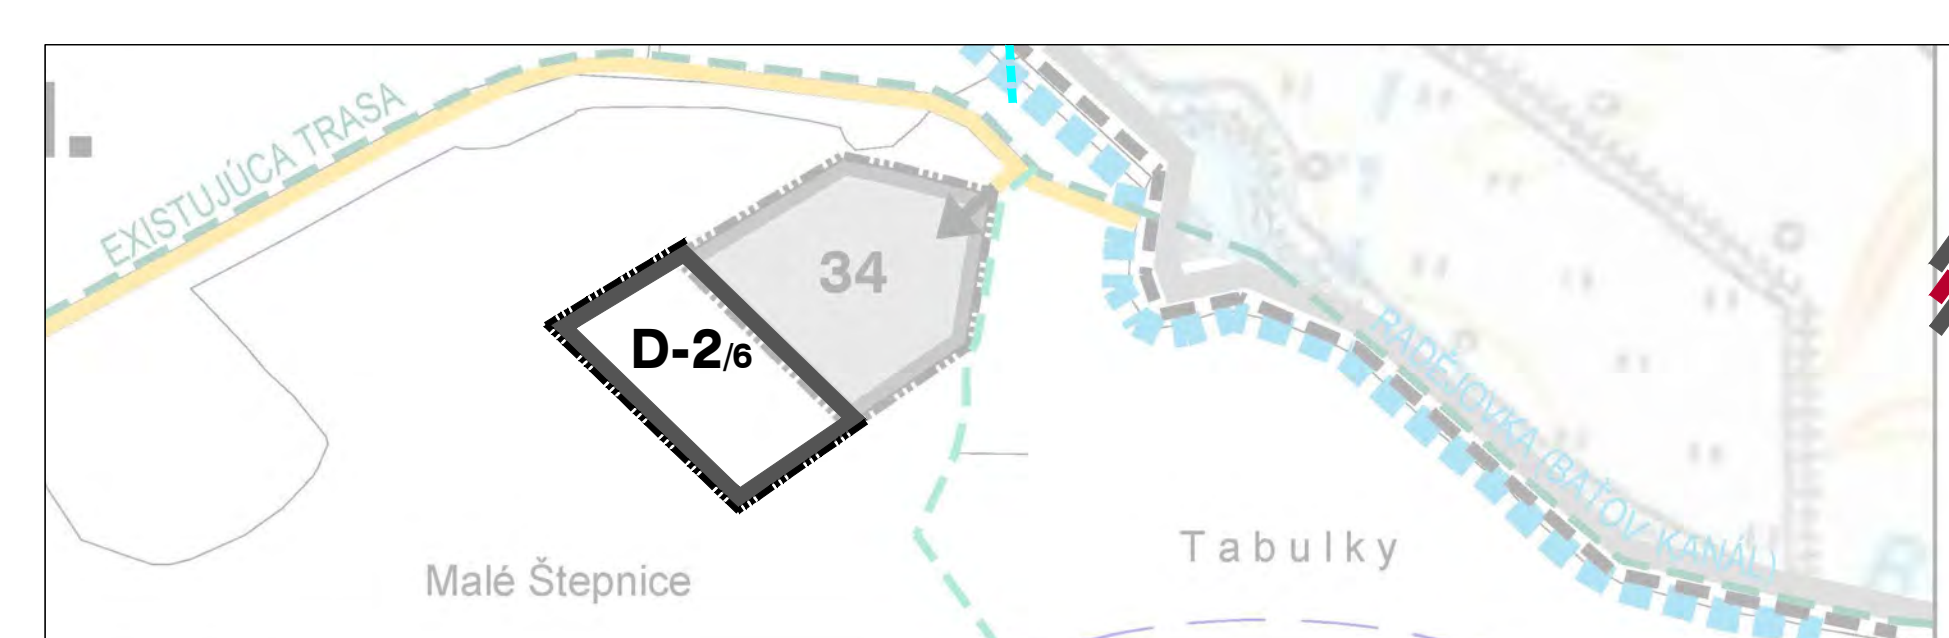 I.
EXISTUJÚCA TRASA
34
D-2/6
RADĚJOVKA (BAŤOV KANÁL)
Tabulky
Malé Štepnice